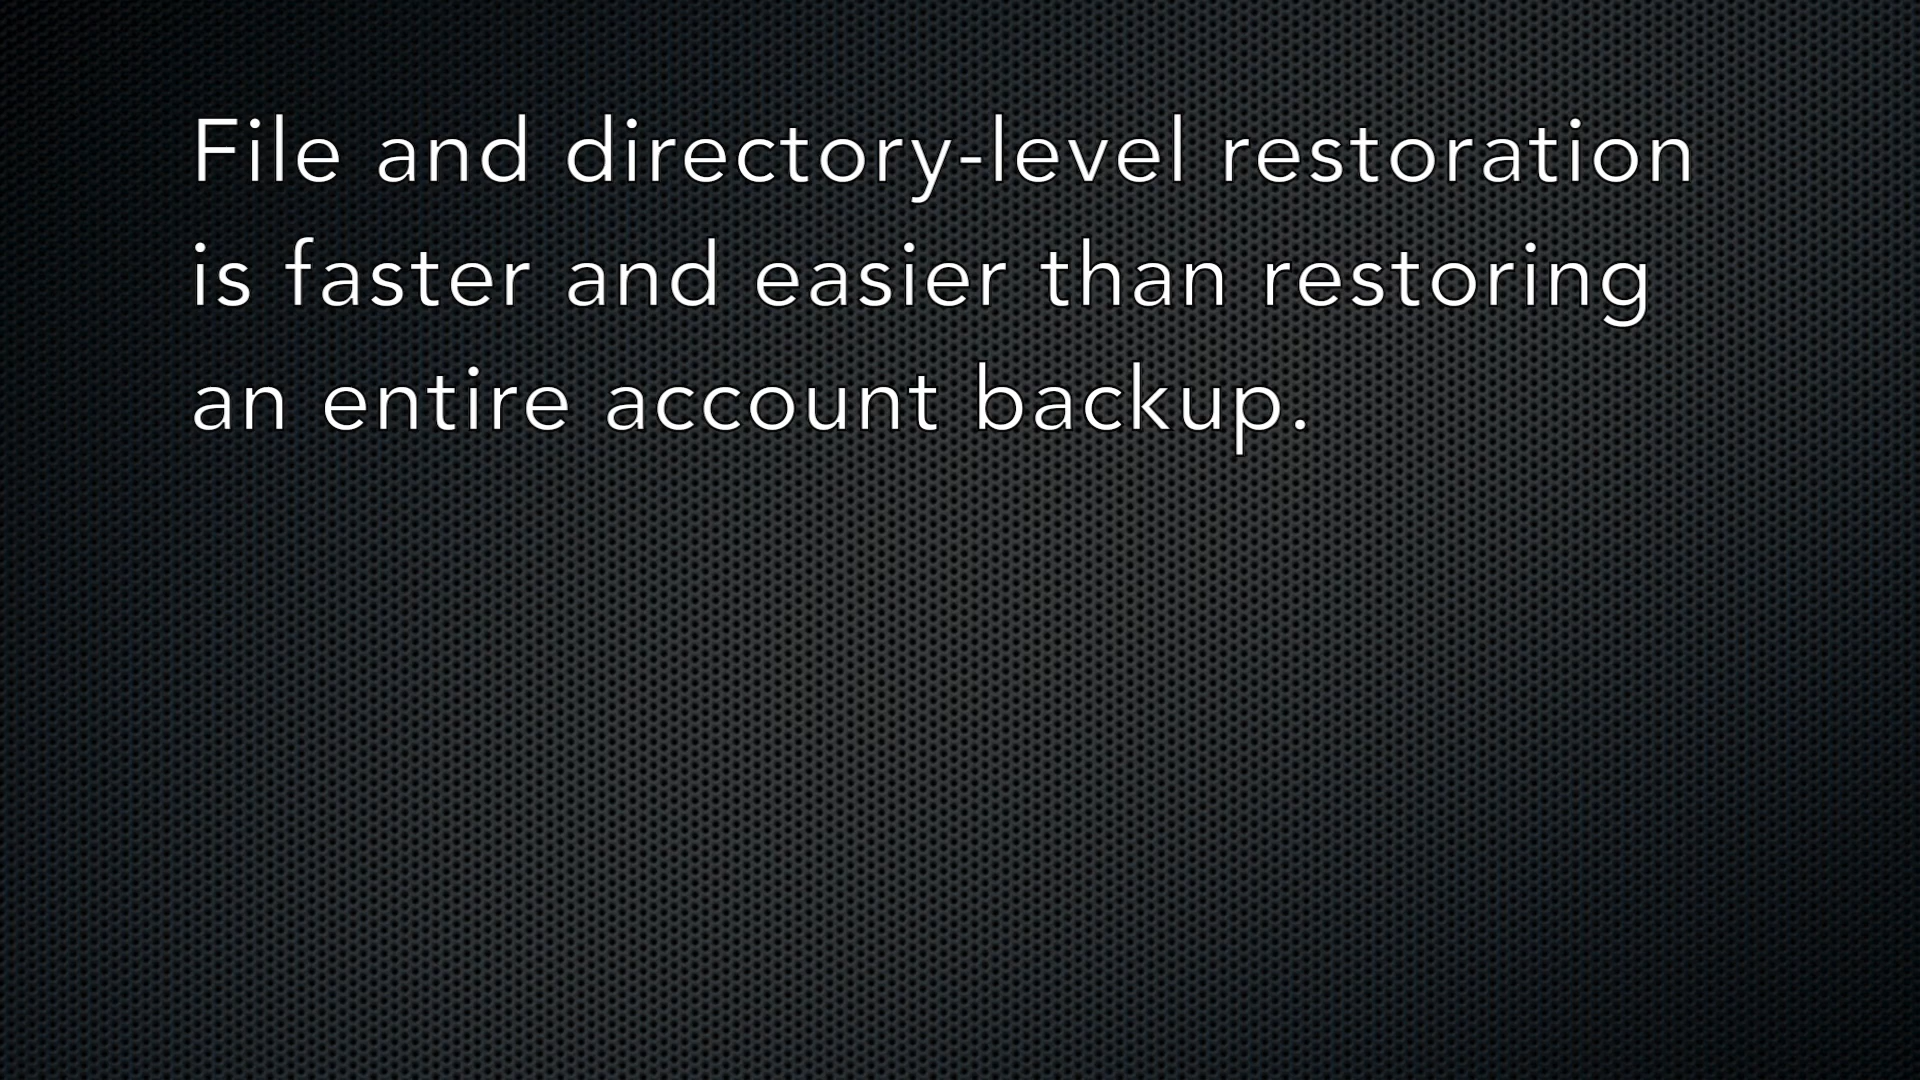 File and directory-level restoration
is faster and easier than restoring
an entire account backup.